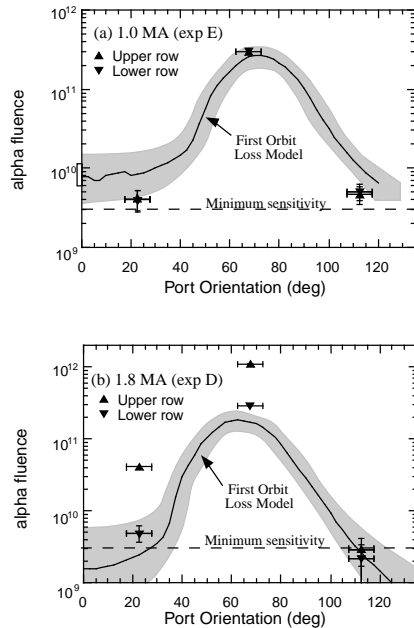 (a) 1.0 MA (exp E)
Upper row
Lower row
First Orbit
Loss Model
Minimum sensitivity
alpha fluence
10^12
10^11
10^10
10^9
0 20 40 60 80 100 120
Port Orientation (deg)
(b) 1.8 MA (exp D)
Upper row
Lower row
First Orbit
Loss Model
Minimum sensitivity
alpha fluence
10^12
10^11
10^10
10^9
0 20 40 60 80 100 120
Port Orientation (deg)